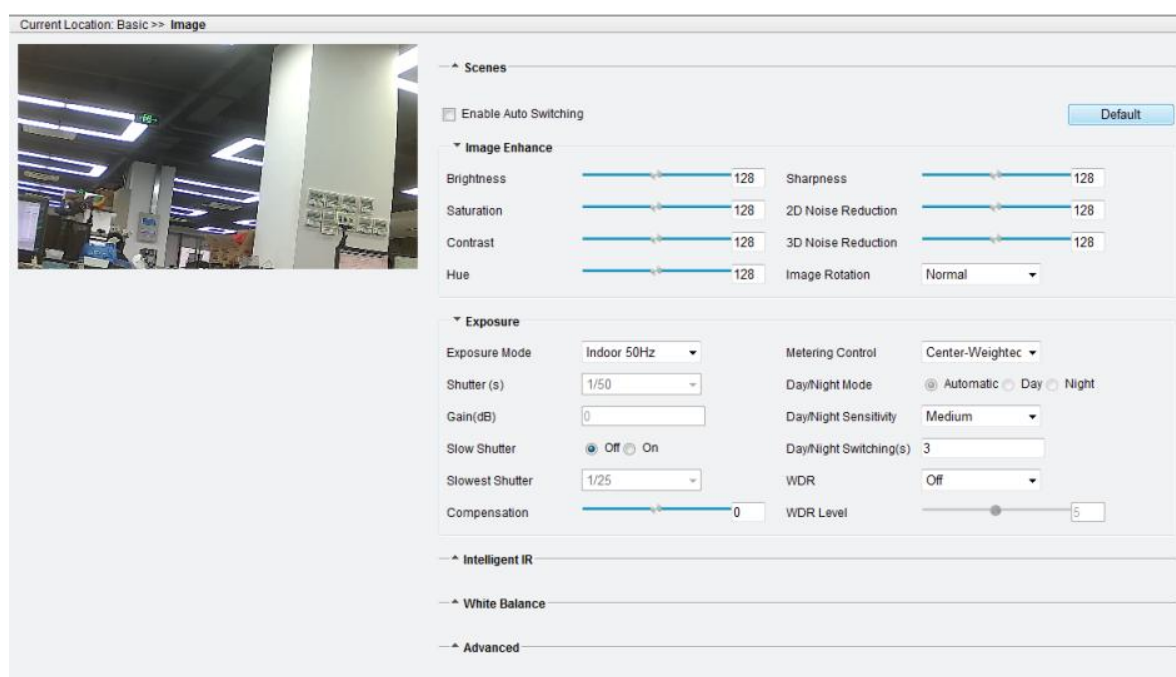 Current Location: Basic >> Image
Scenes
Enable Auto Switching
Default
Image Enhance
Brightness 128 Sharpness 128
Saturation 128 2D Noise Reduction 128
Contrast 128 3D Noise Reduction 128
Hue 128 Image Rotation Normal
Exposure
Exposure Mode Indoor 50Hz Metering Control Center-Weightec
Shutter (s) 1/50 Day/Night Mode Automatic Day Night
Gain(dB) 0 Day/Night Sensitivity Medium
Slow Shutter Off On Day/Night Switching(s) 3
Slowest Shutter 1/25 WDR Off
Compensation 0 WDR Level 5
Intelligent IR
White Balance
Advanced